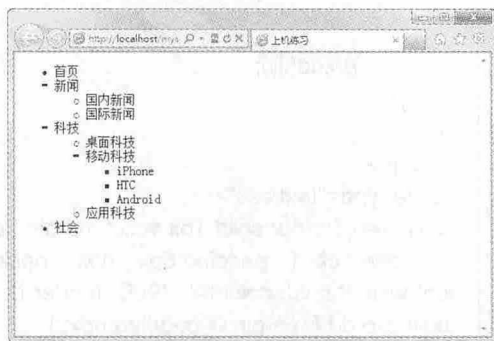 http://localhost/mys
上机练习
首页
新闻
国内新闻
国际新闻
科技
桌面科技
移动科技
iPhone
HTC
Android
应用科技
社会